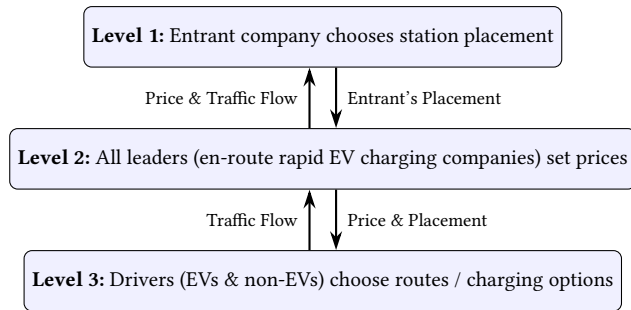 Level 1: Entrant company chooses station placement
Price & Traffic Flow
Entrant's Placement
Level 2: All leaders (en-route rapid EV charging companies) set prices
Traffic Flow
Price & Placement
Level 3: Drivers (EVs & non-EVs) choose routes / charging options